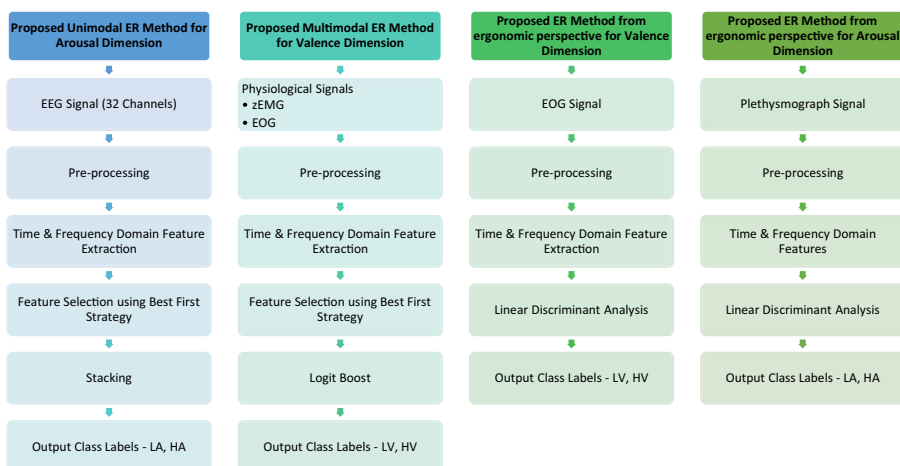 Proposed Unimodal ER Method for
Arousal Dimension
EEG Signal (32 Channels)
Pre-processing
Time & Frequency Domain Feature
Extraction
Feature Selection using Best First
Strategy
Stacking
Output Class Labels - LA, HA
Proposed Multimodal ER Method
for Valence Dimension
Physiological Signals
• zEMG
• EOG
Pre-processing
Time & Frequency Domain Feature
Extraction
Feature Selection using Best First
Strategy
Logit Boost
Output Class Labels - LV, HV
Proposed ER Method from
ergonomic perspective for Valence
Dimension
EOG Signal
Pre-processing
Time & Frequency Domain Feature
Extraction
Linear Discriminant Analysis
Output Class Labels - LV, HV
Proposed ER Method from
ergonomic perspective for Arousal
Dimension
Plethysmograph Signal
Pre-processing
Time & Frequency Domain
Features
Linear Discriminant Analysis
Output Class Labels - LA, HA